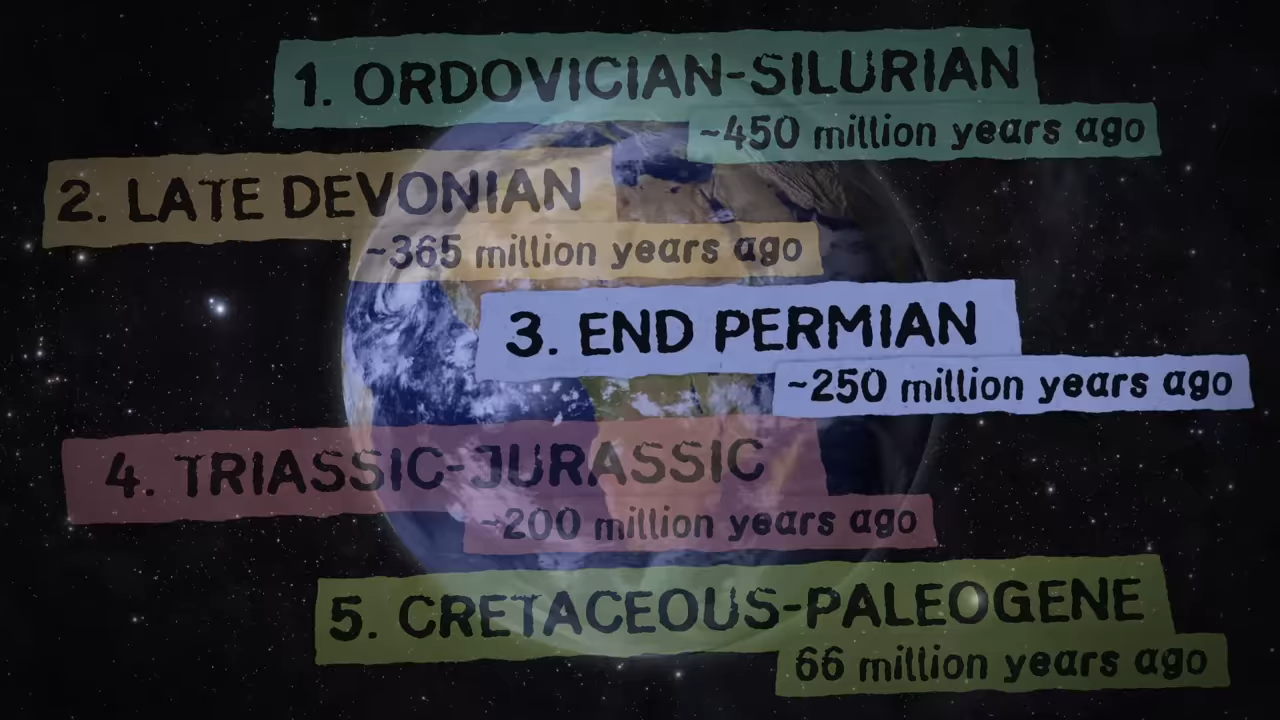 1. ORDOVICIAN-SILURIAN
~450 million years ago
2. LATE DEVONIAN
~365 million years ago
3. END PERMIAN
~250 million years ago
4. TRIASSIC-JURASSIC
~200 million years ago
5. CRETACEOUS-PALEOGENE
66 million years ago